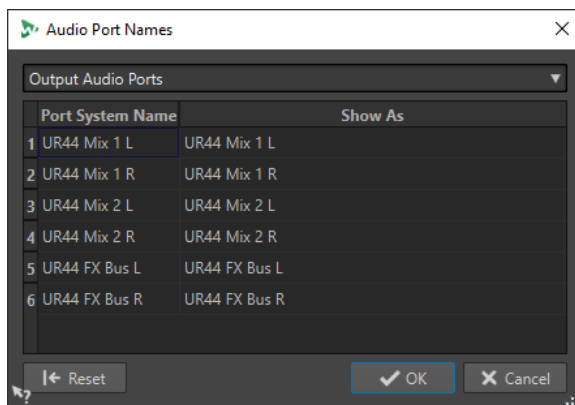 Audio Port Names
Output Audio Ports
Port System Name Show As
1 UR44 Mix 1 L UR44 Mix 1 L
2 UR44 Mix 1 R UR44 Mix 1 R
3 UR44 Mix 2 L UR44 Mix 2 L
4 UR44 Mix 2 R UR44 Mix 2 R
5 UR44 FX Bus L UR44 FX Bus L
6 UR44 FX Bus R UR44 FX Bus R
Reset OK Cancel
?